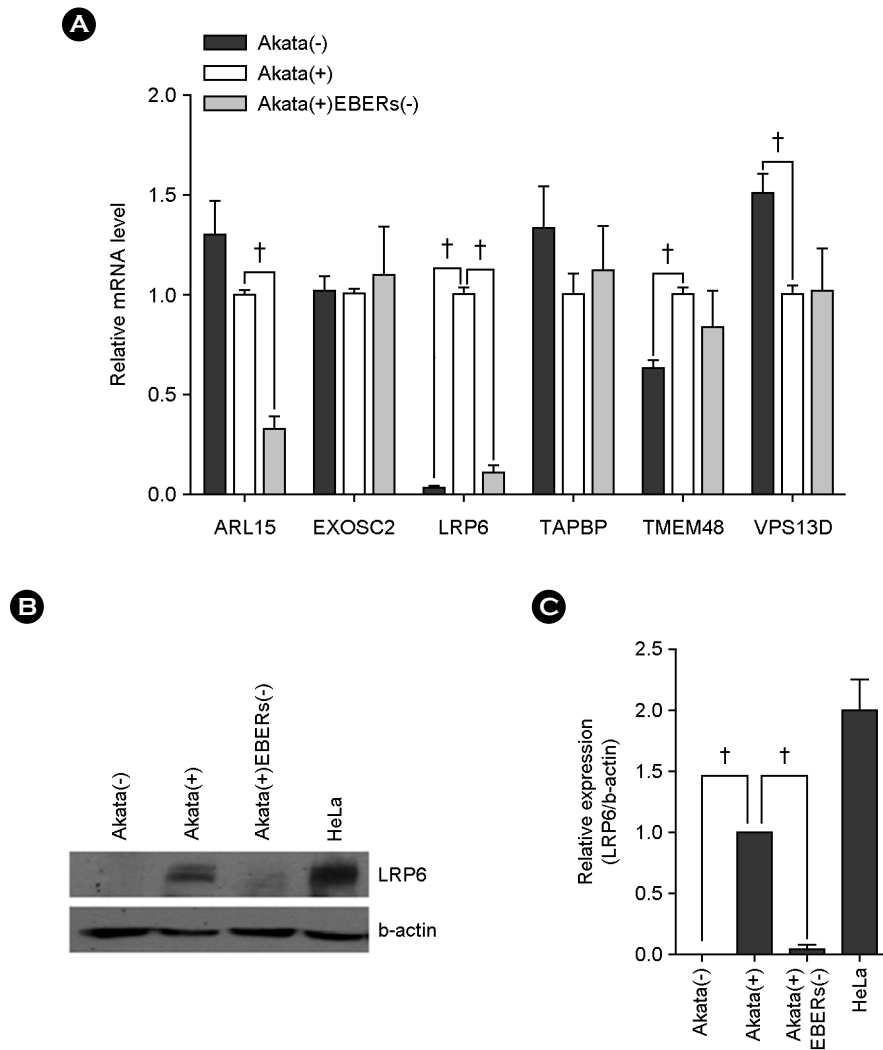 A
Akata(-)
Akata(+)
Akata(+)EBERs(-)
Relative mRNA level
2.0
1.5
1.0
0.5
0.0
†
†
†
†
†
ARL15
EXOSC2
LRP6
TAPBP
TMEM48
VPS13D
B
Akata(-)
Akata(+)
Akata(+)EBERs(-)
HeLa
LRP6
b-actin
C
Relative expression
(LRP6/b-actin)
2.5
2.0
1.5
1.0
0.5
0.0
†
†
Akata(-)
Akata(+)
Akata(+)
EBERs(-)
HeLa